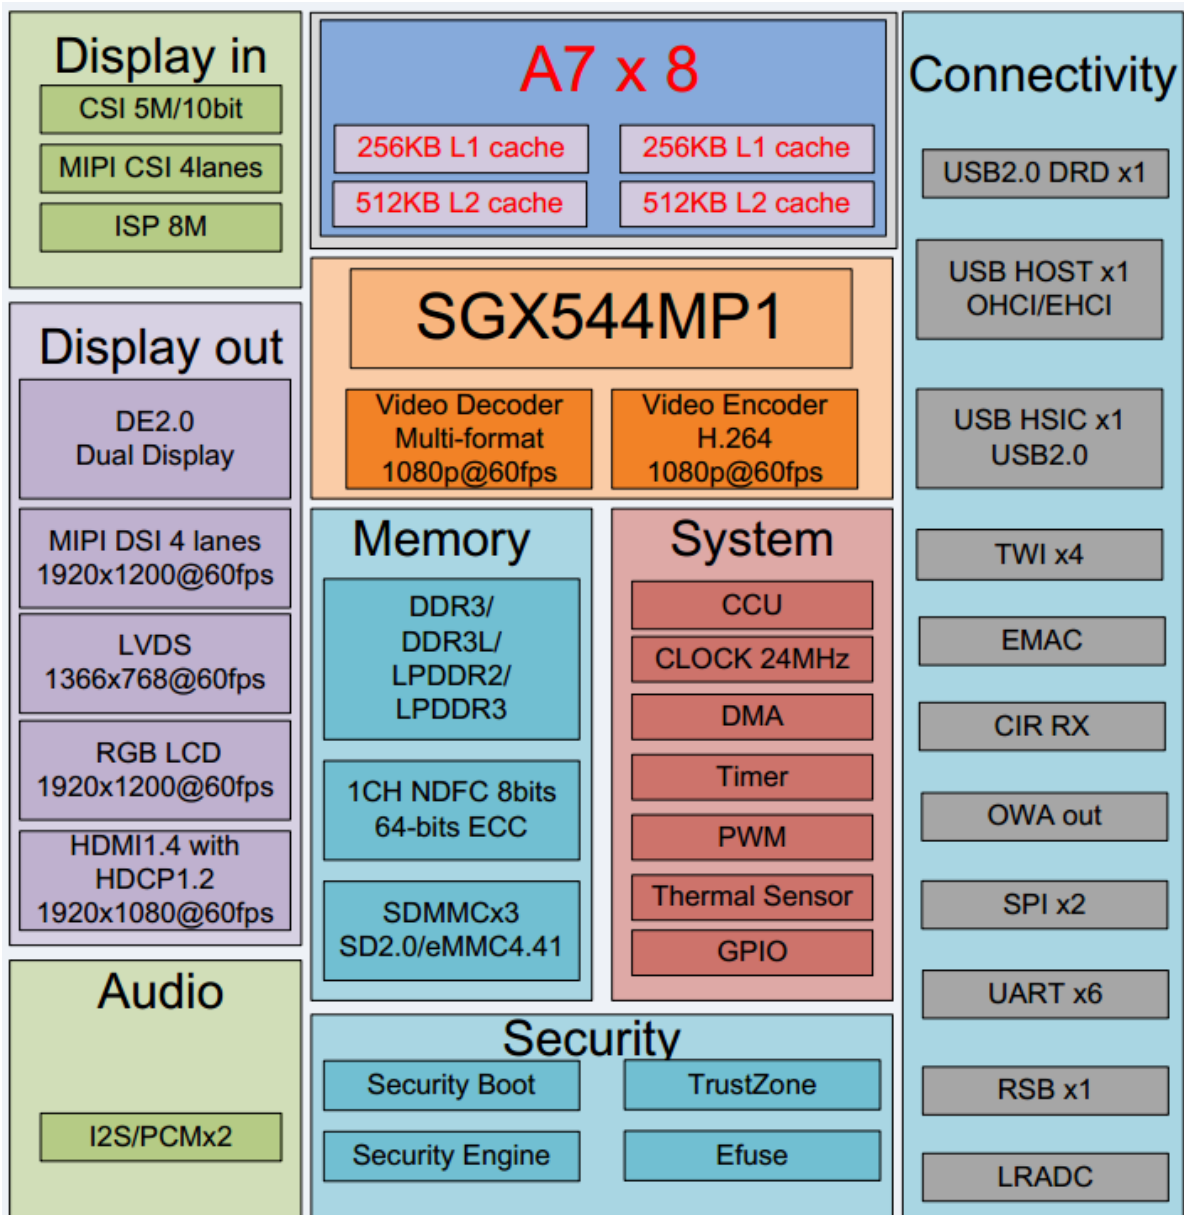 Display in
CSI 5M/10bit
MIPI CSI 4lanes
ISP 8M
Display out
DE2.0
Dual Display
MIPI DSI 4 lanes
1920x1200@60fps
LVDS
1366x768@60fps
RGB LCD
1920x1200@60fps
HDMI1.4 with
HDCP1.2
1920x1080@60fps
Audio
I2S/PCMx2
A7 x 8
256KB L1 cache
256KB L1 cache
512KB L2 cache
512KB L2 cache
SGX544MP1
Video Decoder
Multi-format
1080p@60fps
Video Encoder
H.264
1080p@60fps
Memory
DDR3/
DDR3L/
LPDDR2/
LPDDR3
1CH NDFC 8bits
64-bits ECC
SDMMCx3
SD2.0/eMMC4.41
System
CCU
CLOCK 24MHz
DMA
Timer
PWM
Thermal Sensor
GPIO
Security
Security Boot
TrustZone
Security Engine
Efuse
Connectivity
USB2.0 DRD x1
USB HOST x1
OHCI/EHCI
USB HSIC x1
USB2.0
TWI x4
EMAC
CIR RX
OWA out
SPI x2
UART x6
RSB x1
LRADC